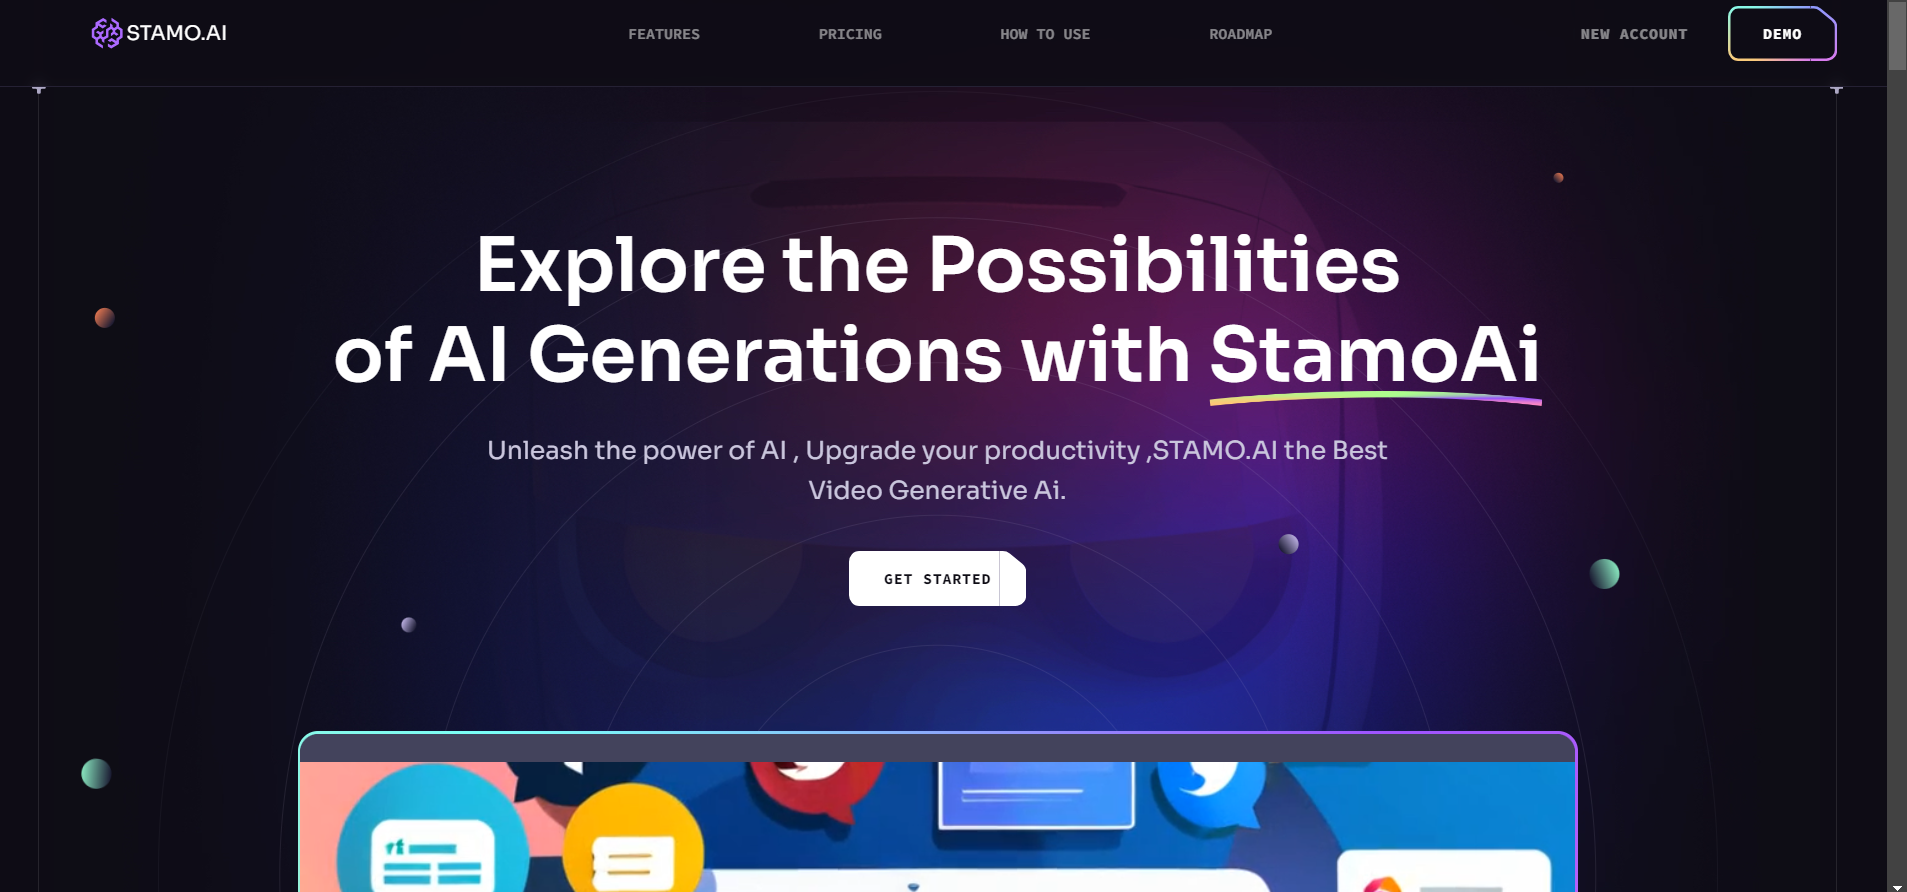 STAMO.AI
FEATURES
PRICING
HOW TO USE
ROADMAP
NEW ACCOUNT
DEMO
Explore the Possibilities
of AI Generations with StamoAi
Unleash the power of AI , Upgrade your productivity ,STAMO.AI the Best
Video Generative Ai.
GET STARTED